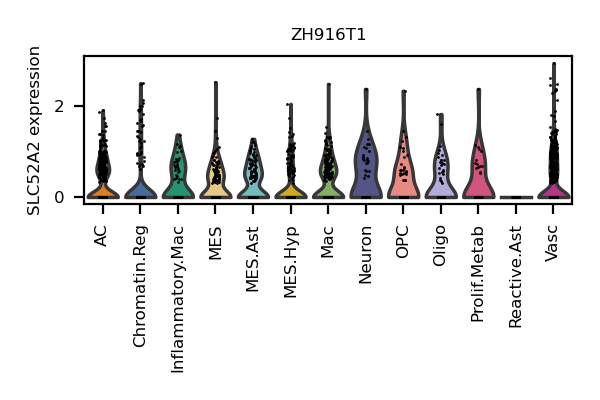 ZH916T1
SLC52A2 expression
2
0
AC
Chromatin.Reg
Inflammatory.Mac
MES
MES.Ast
MES.Hyp
Mac
Neuron
OPC
Oligo
Prolif.Metab
Reactive.Ast
Vasc